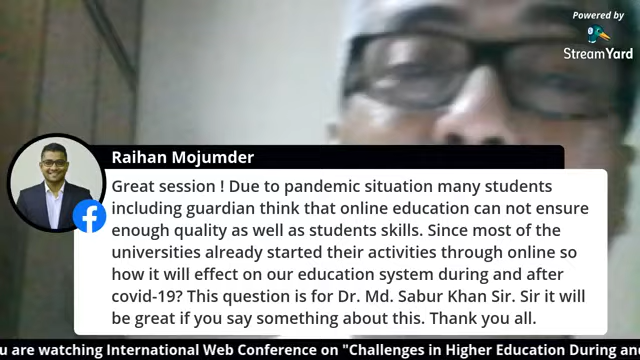 Powered by
StreamYard
Raihan Mojumder
Great session ! Due to pandemic situation many students
including guardian think that online education can not ensure
enough quality as well as students skills. Since most of the
universities already started their activities through online so
how it will effect on our education system during and after
covid-19? This question is for Dr. Md. Sabur Khan Sir. Sir it will
be great if you say something about this. Thank you all.
u are watching International Web Conference on "Challenges in Higher Education During an